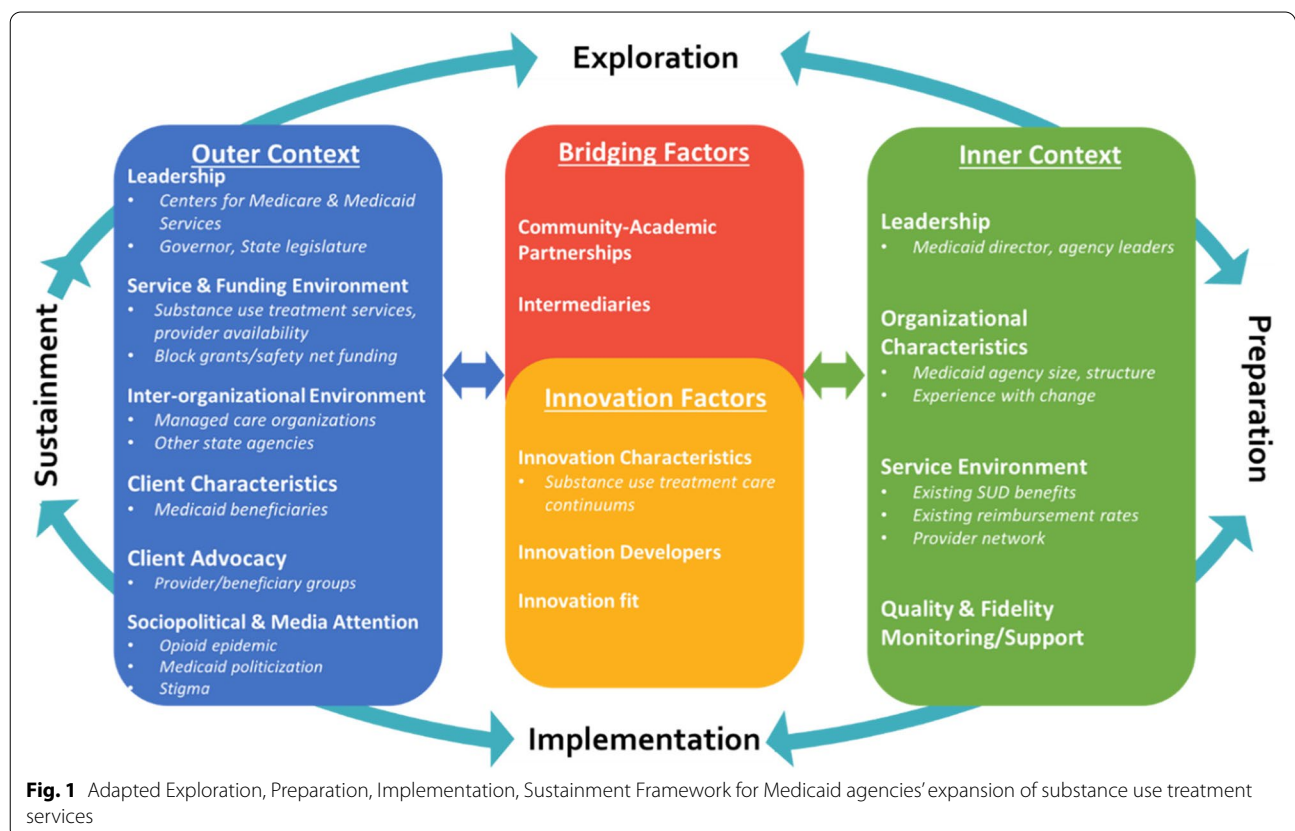 Exploration
Sustainment
Outer Context
Leadership
• Centers for Medicare & Medicaid
Services
• Governor, State legislature
Service & Funding Environment
• Substance use treatment services,
provider availability
• Block grants/safety net funding
Inter-organizational Environment
• Managed care organizations
• Other state agencies
Client Characteristics
• Medicaid beneficiaries
Client Advocacy
• Provider/beneficiary groups
Sociopolitical & Media Attention
• Opioid epidemic
• Medicaid politicization
• Stigma
Bridging Factors
Community-Academic
Partnerships
Intermediaries
Innovation Factors
Innovation Characteristics
• Substance use treatment care
continuums
Innovation Developers
Innovation fit
Inner Context
Leadership
• Medicaid director, agency leaders
Organizational
Characteristics
• Medicaid agency size, structure
• Experience with change
Service Environment
• Existing SUD benefits
• Existing reimbursement rates
• Provider network
Quality & Fidelity
Monitoring/Support
Preparation
Implementation
Fig. 1 Adapted Exploration, Preparation, Implementation, Sustainment Framework for Medicaid agencies’ expansion of substance use treatment
services